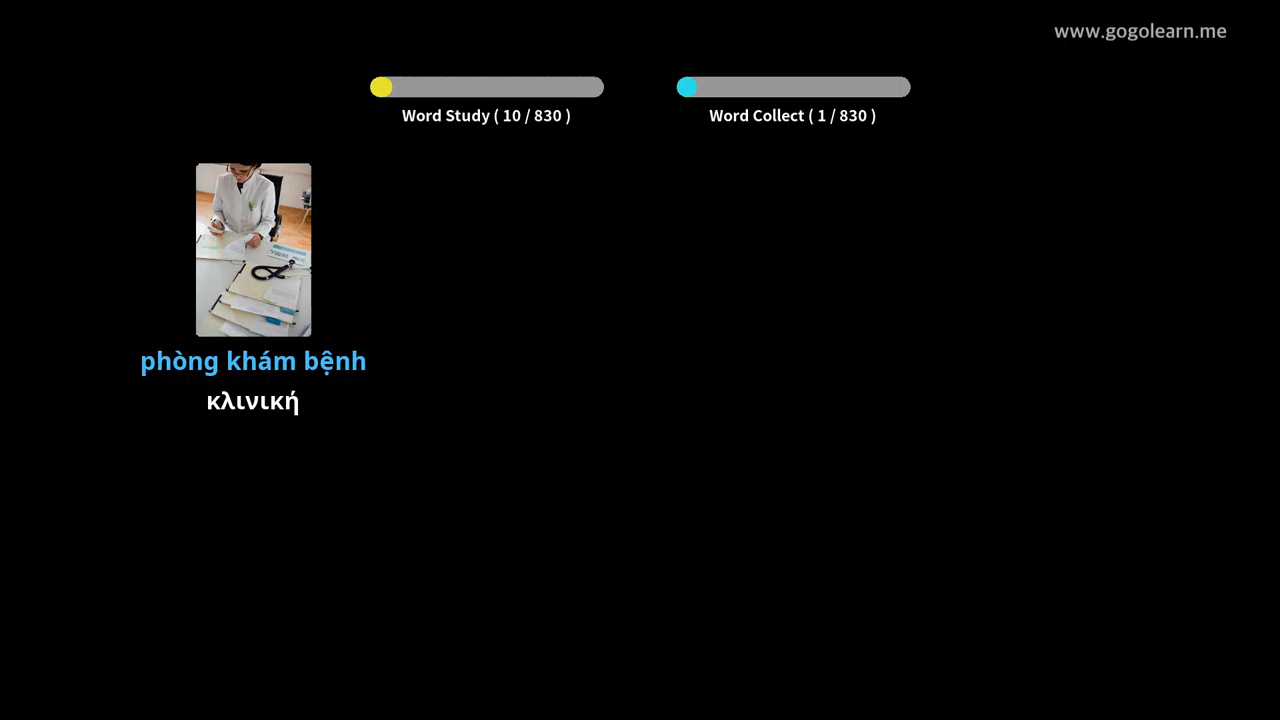 www.gogolearn.me
Word Study ( 10 / 830 )
Word Collect ( 1 / 830 )
phòng khám bệnh
κλινική